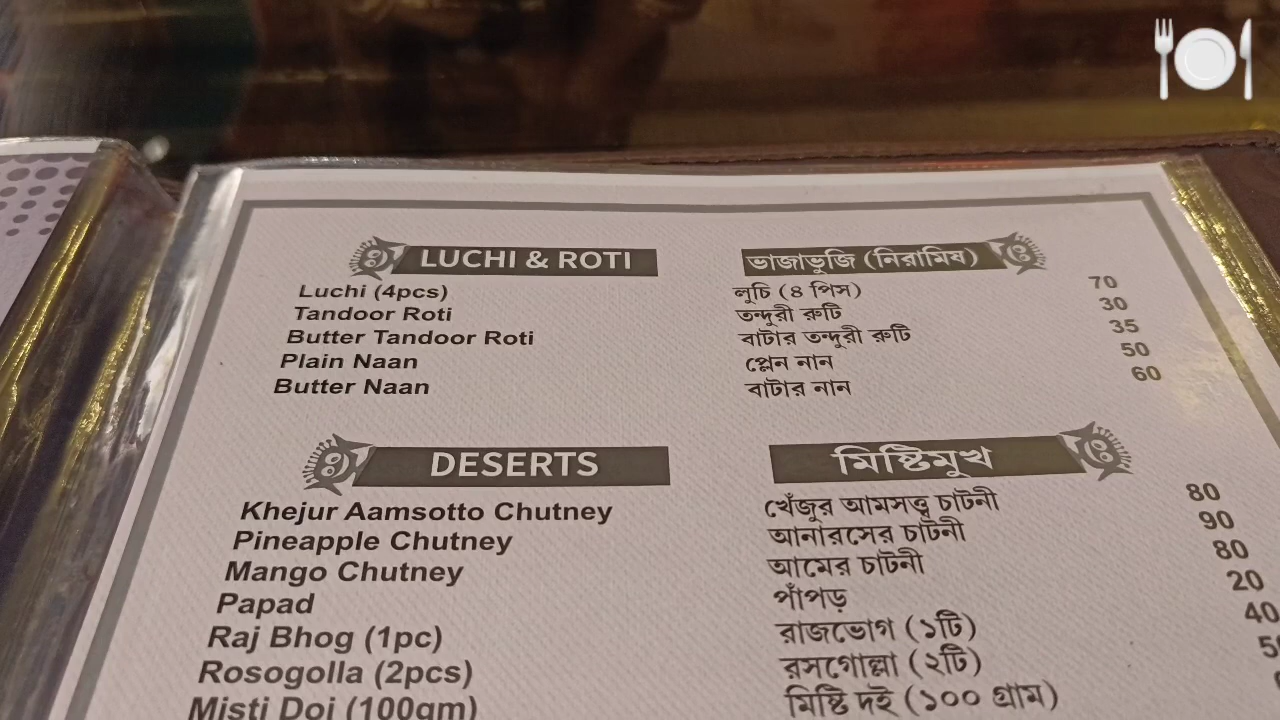 LUCHI & ROTI ভাজাভুজি (নিরামিষ)
Luchi (4pcs) লুচি (৪ পিস) 70
Tandoor Roti তন্দুরী রুটি 30
Butter Tandoor Roti বাটার তন্দুরী রুটি 35
Plain Naan প্লেন নান 50
Butter Naan বাটার নান 60
DESERTS মিষ্টিমুখ
Khejur Aamsotto Chutney খেঁজুর আমসত্ত্ব চাটনী 80
Pineapple Chutney আনারসের চাটনী 90
Mango Chutney আমের চাটনী 80
Papad পাঁপড় 20
Raj Bhog (1pc) রাজভোগ (১টি) 40
Rosogolla (2pcs) রসগোল্লা (২টি)
Misti Doi (100gm) মিষ্টি দই (১০০ গ্রাম)